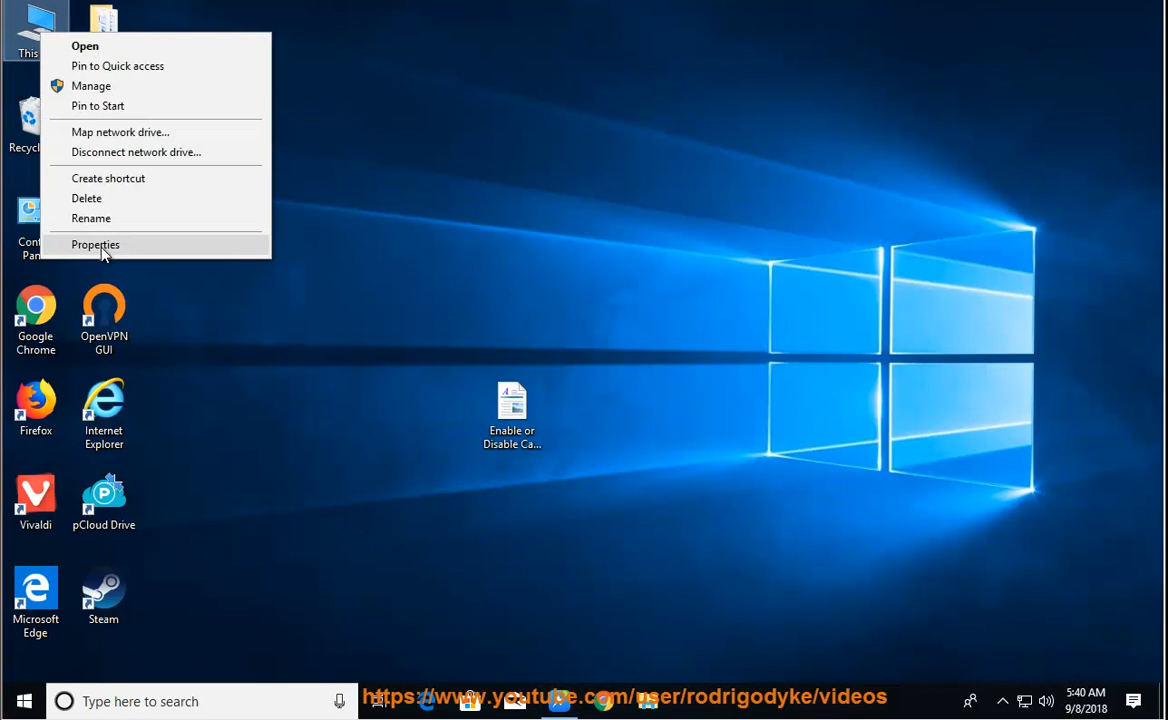 This
Open
Pin to Quick access
Manage
Pin to Start
Map network drive...
Disconnect network drive...
Create shortcut
Delete
Rename
Properties
Recycl
Cont
Pan
Google
Chrome
OpenVPN
GUI
Firefox
Internet
Explorer
Vivaldi
pCloud Drive
Microsoft
Edge
Steam
Enable or
Disable Ca...
Type here to search
https://www.youtube.com/user/rodrigodyke/videos
5:40 AM
9/8/2018